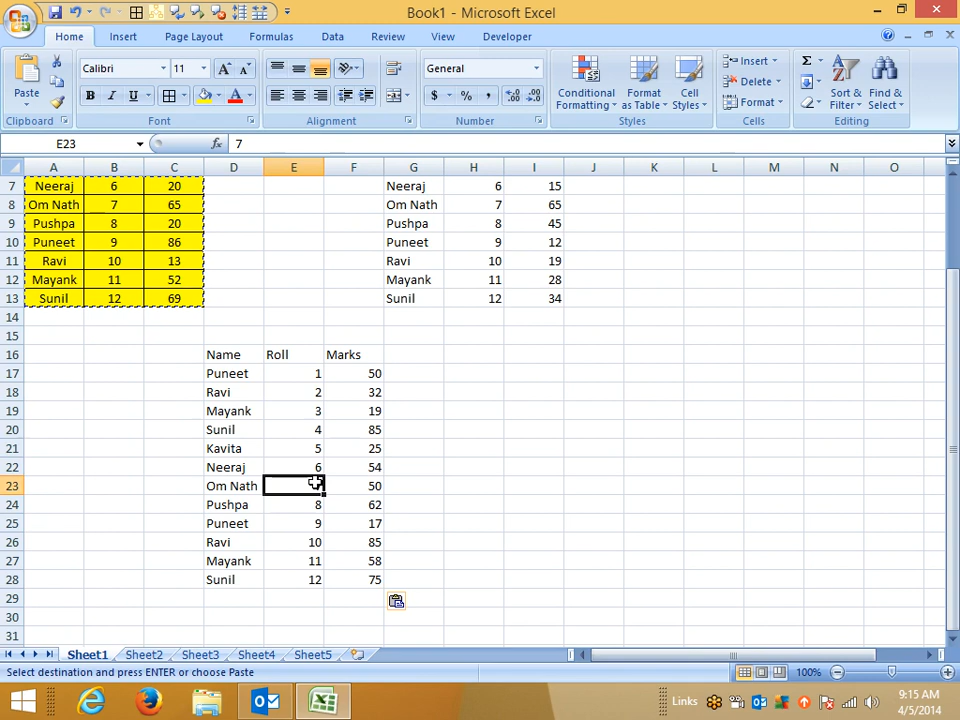 Book1 - Microsoft Excel
Home Insert Page Layout Formulas Data Review View Developer
Paste Calibri 11 A A General Conditional Formatting Format as Table Cell Styles Insert Delete Format Σ Sort & Filter Find & Select
B I U A $ % ,
Clipboard Font Alignment Number Styles Cells Editing
E23 fx 7
A B C D E F G H I J K L M N O
7 Neeraj 6 20 Neeraj 6 15
8 Om Nath 7 65 Om Nath 7 65
9 Pushpa 8 20 Pushpa 8 45
10 Puneet 9 86 Puneet 9 12
11 Ravi 10 13 Ravi 10 19
12 Mayank 11 52 Mayank 11 28
13 Sunil 12 69 Sunil 12 34
14
15
16 Name Roll Marks
17 Puneet 1 50
18 Ravi 2 32
19 Mayank 3 19
20 Sunil 4 85
21 Kavita 5 25
22 Neeraj 6 54
23 Om Nath 50
24 Pushpa 8 62
25 Puneet 9 17
26 Ravi 10 85
27 Mayank 11 58
28 Sunil 12 75
29
30
31
Sheet1 Sheet2 Sheet3 Sheet4 Sheet5
Select destination and press ENTER or choose Paste 100%
Links 9:15 AM
4/5/2014